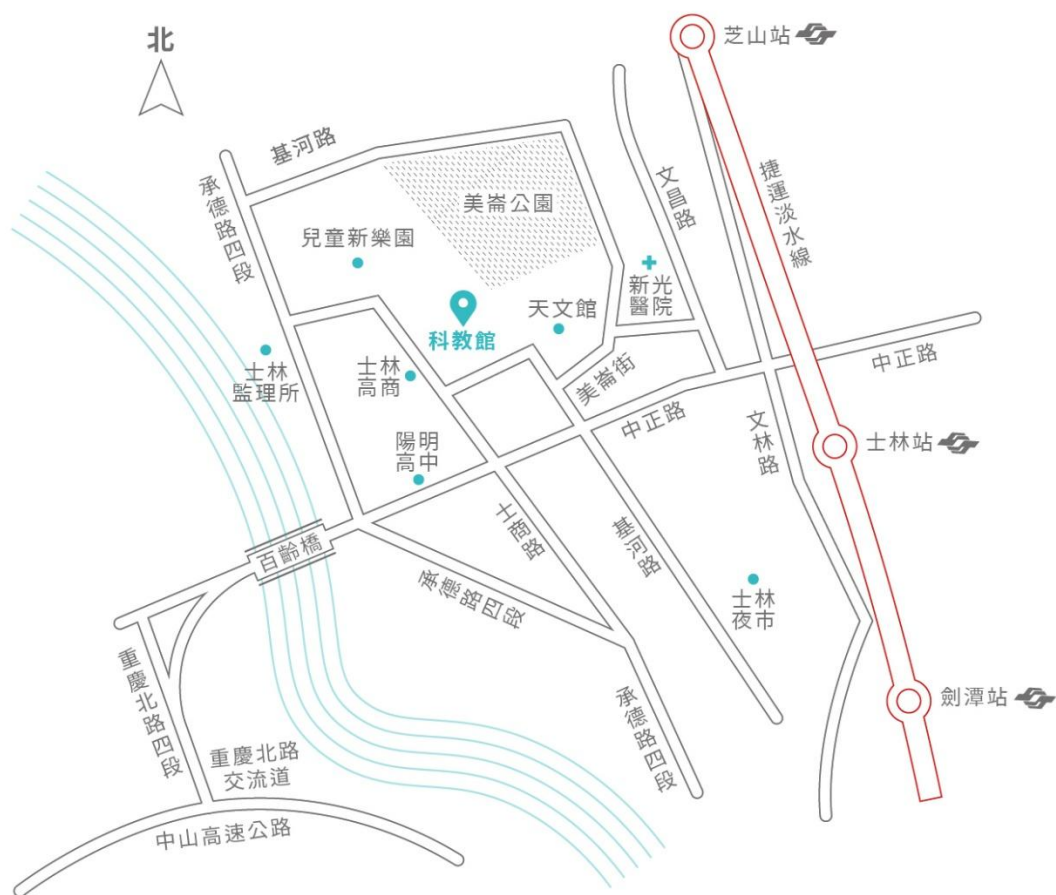 北
芝山站
基河路
承德路四段
文昌路
捷運淡水線
美崙公園
兒童新樂園
新光
醫院
天文館
科教館
士林
監理所
士林
高商
美崙街
中正路
中正路
文林路
士林站
陽明
高中
士商路
基河路
百齡橋
承德路四段
士林
夜市
重慶北路四段
承德路四段
劍潭站
重慶北路
交流道
中山高速公路